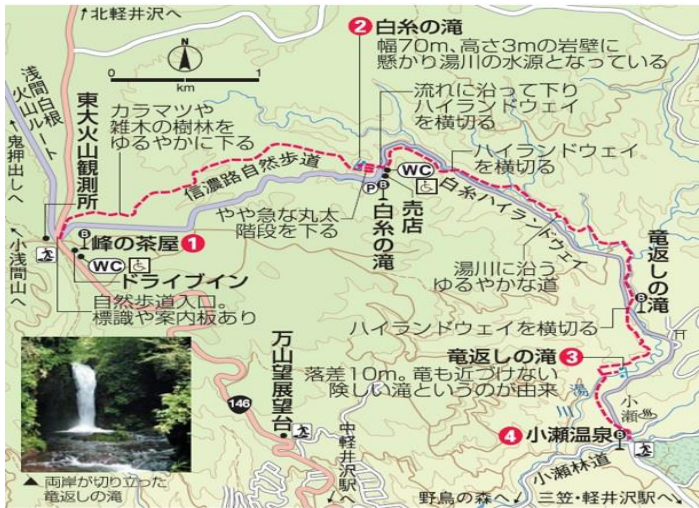 ↑北軽井沢へ
浅間白根
火山ルート
↑鬼押出しへ
東大火山観測所
↑小浅間山へ
N
0
1
km
カラマツや
雑木の樹林を
ゆるやかに下る
信濃路自然歩道
2 白糸の滝
幅70m、高さ3mの岩壁に
懸かり湯川の水源となっている
流れに沿って下り
ハイランドウェイ
を横切る
ハイランドウェイ
を横切る
WC
P
B
売店
白糸の滝
やや急な丸太
階段を下る
白糸ハイランドウェイ
B
峰の茶屋 1
WC
ドライブイン
自然歩道入口。
標識や案内板あり
湯川に沿う
ゆるやかな道
竜返しの滝
B
ハイランドウェイを横切る
竜返しの滝 3
落差10m。竜も近づけない
険しい滝というのが由来
万山望展望台
146
湯川
小瀬
4 小瀬温泉
B
中軽井沢駅へ
小瀬林道
野鳥の森へ
三笠・軽井沢駅へ
▲ 両岸が切り立った
竜返しの滝